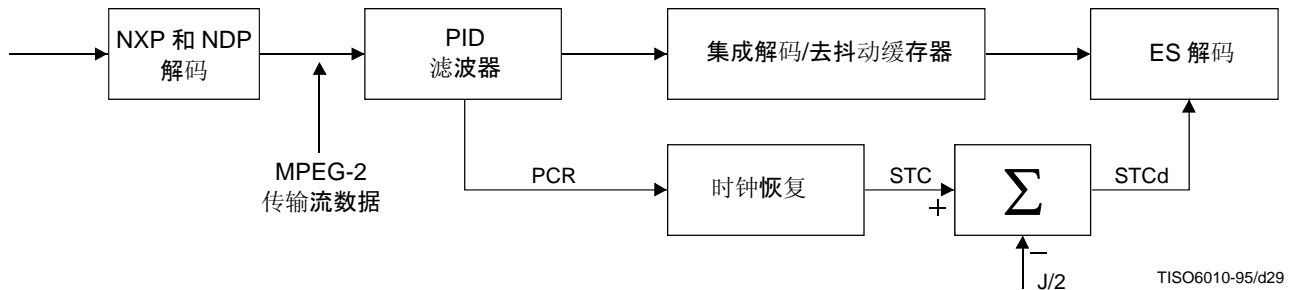 NXP 和 NDP
解码
PID
滤波器
集成解码/去抖动缓存器
ES 解码
MPEG-2
传输流数据
PCR
时钟恢复
STC
+
Σ
STCd
−
J/2
TISO6010-95/d29